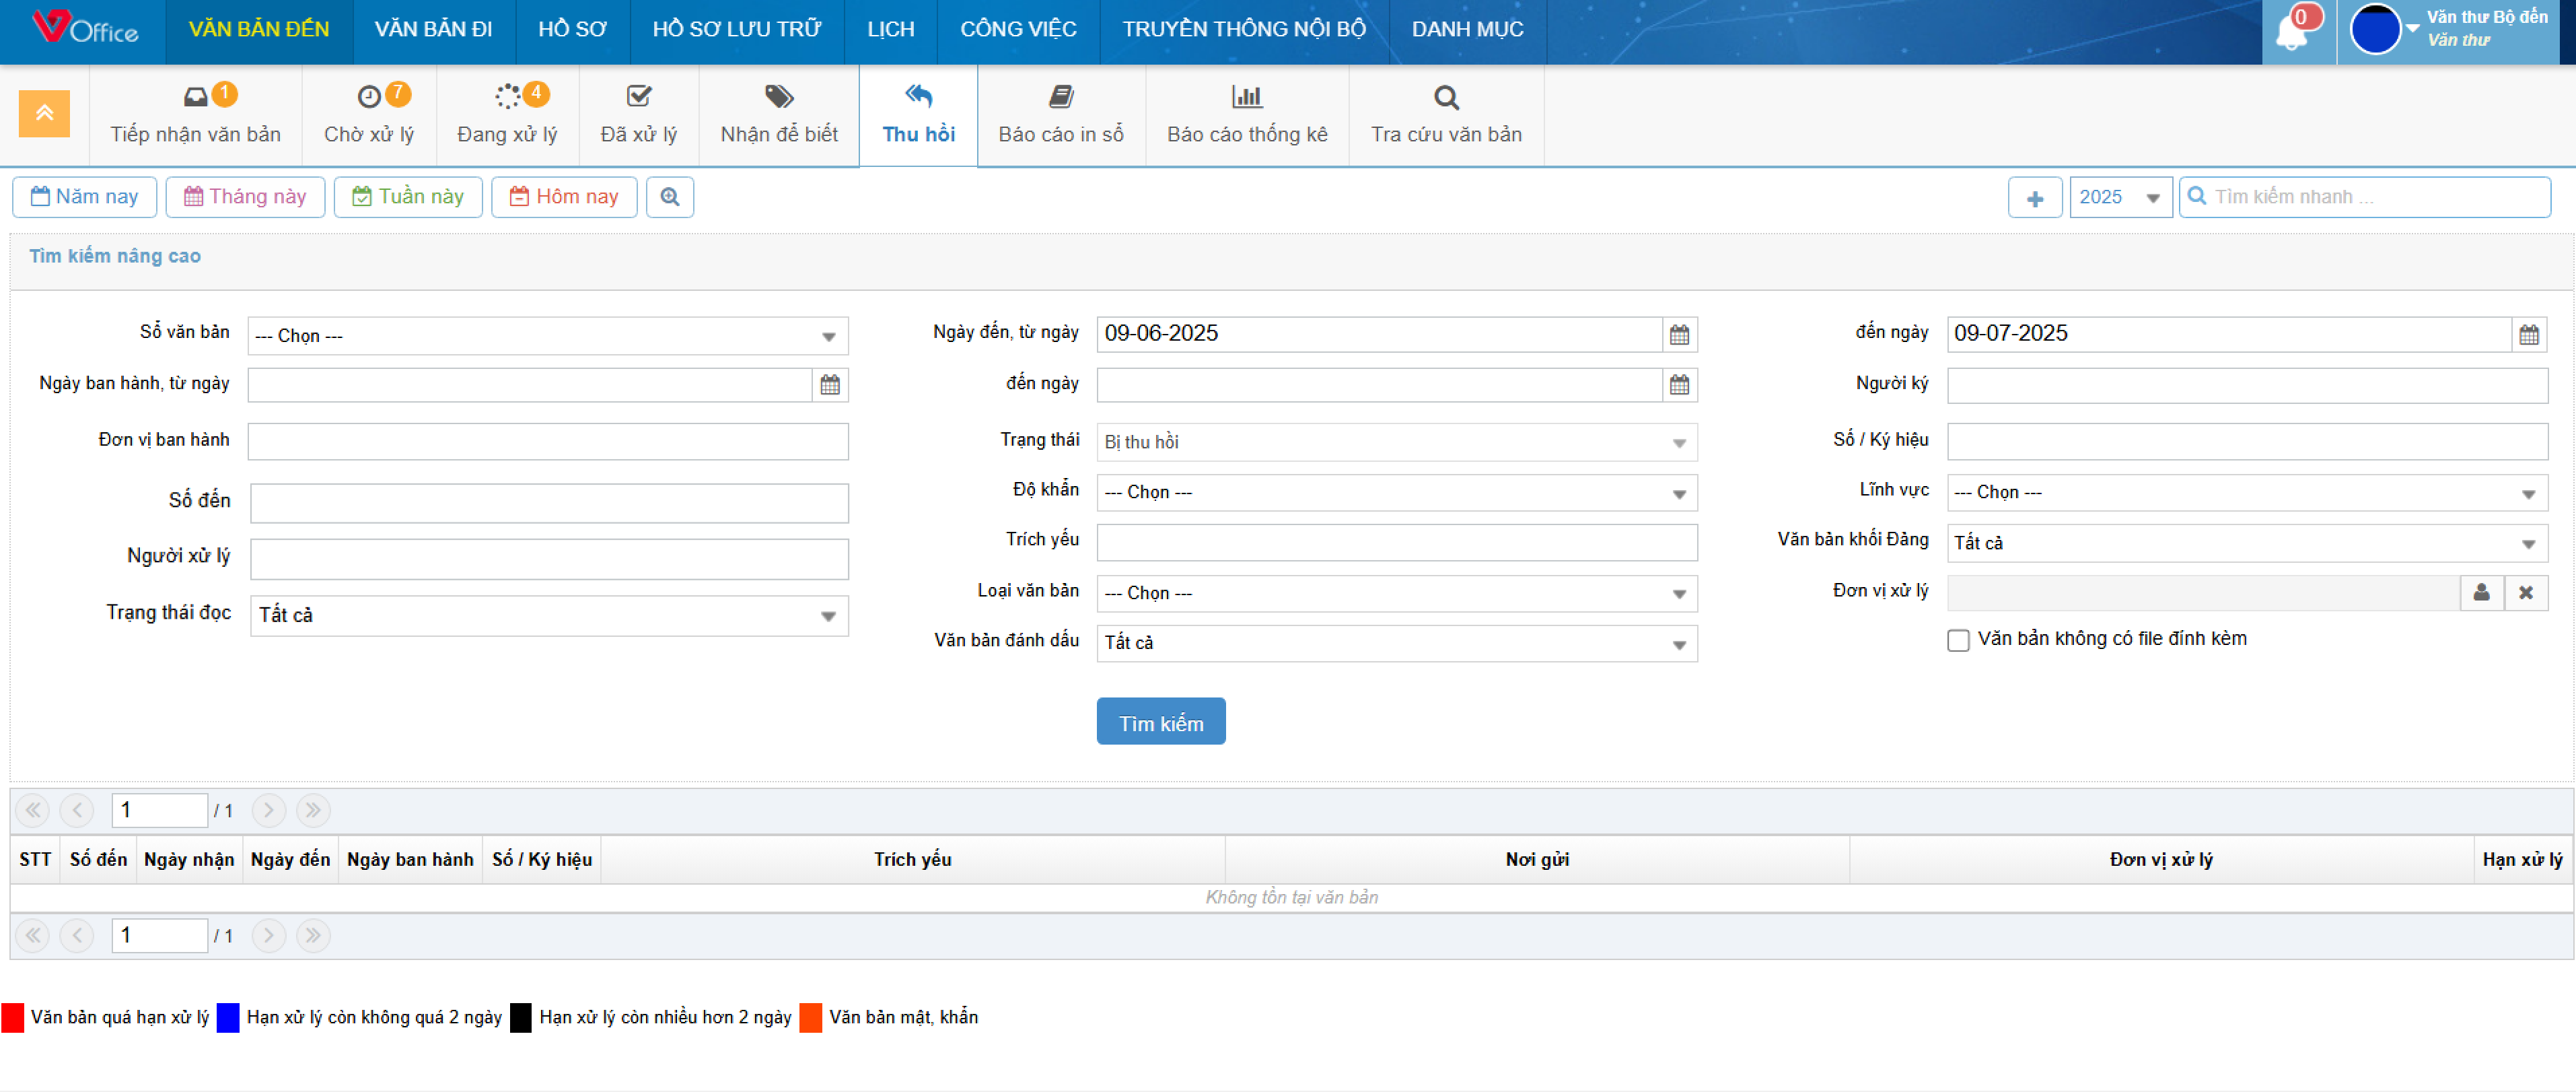 VOffice VĂN BẢN ĐẾN VĂN BẢN ĐI HỒ SƠ HỒ SƠ LƯU TRỮ LỊCH CÔNG VIỆC TRUYỀN THÔNG NỘI BỘ DANH MỤC 0 Văn thư Bộ đến
Văn thư
1 7 4
Tiếp nhận văn bản Chờ xử lý Đang xử lý Đã xử lý Nhận để biết Thu hồi Báo cáo in sổ Báo cáo thống kê Tra cứu văn bản
Năm nay Tháng này Tuần này Hôm nay 2025 Tìm kiếm nhanh ...
Tìm kiếm nâng cao
Sổ văn bản --- Chọn --- Ngày đến, từ ngày 09-06-2025 đến ngày 09-07-2025
Ngày ban hành, từ ngày đến ngày Người ký
Đơn vị ban hành Trạng thái Bị thu hồi Số / Ký hiệu
Số đến Độ khẩn --- Chọn --- Lĩnh vực --- Chọn ---
Người xử lý Trích yếu Văn bản khối Đảng Tất cả
Trạng thái đọc Tất cả Loại văn bản --- Chọn --- Đơn vị xử lý
Văn bản đánh dấu Tất cả Văn bản không có file đính kèm
Tìm kiếm
1 / 1
STT Số đến Ngày nhận Ngày đến Ngày ban hành Số / Ký hiệu Trích yếu Nơi gửi Đơn vị xử lý Hạn xử lý
Không tồn tại văn bản
1 / 1
Văn bản quá hạn xử lý Hạn xử lý còn không quá 2 ngày Hạn xử lý còn nhiều hơn 2 ngày Văn bản mật, khẩn